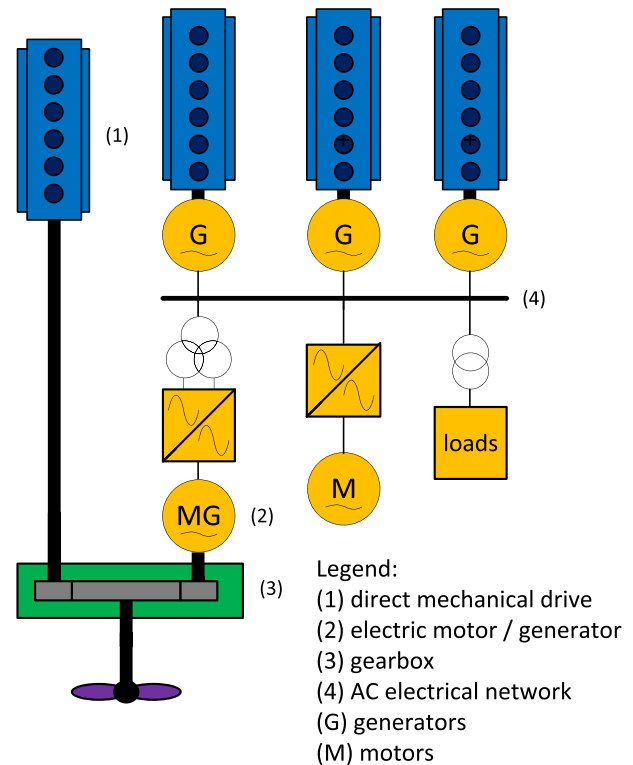 (1)
G
G
G
(4)
loads
M
MG
(2)
(3)
Legend:
(1) direct mechanical drive
(2) electric motor / generator
(3) gearbox
(4) AC electrical network
(G) generators
(M) motors